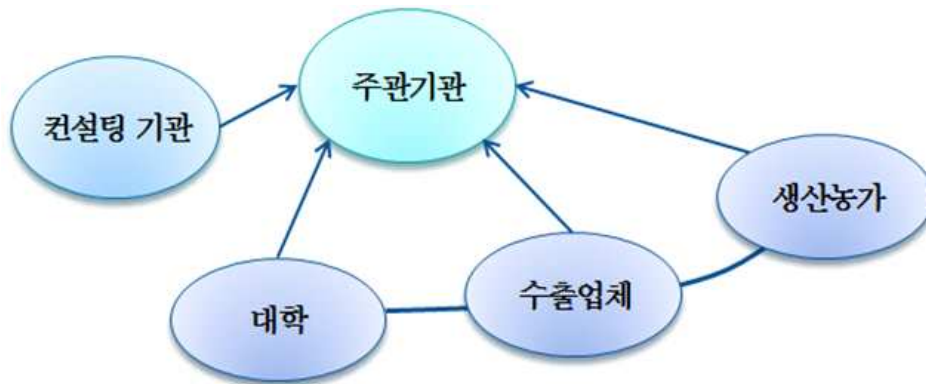 주관기관
컨설팅 기관
생산농가
수출업체
대학